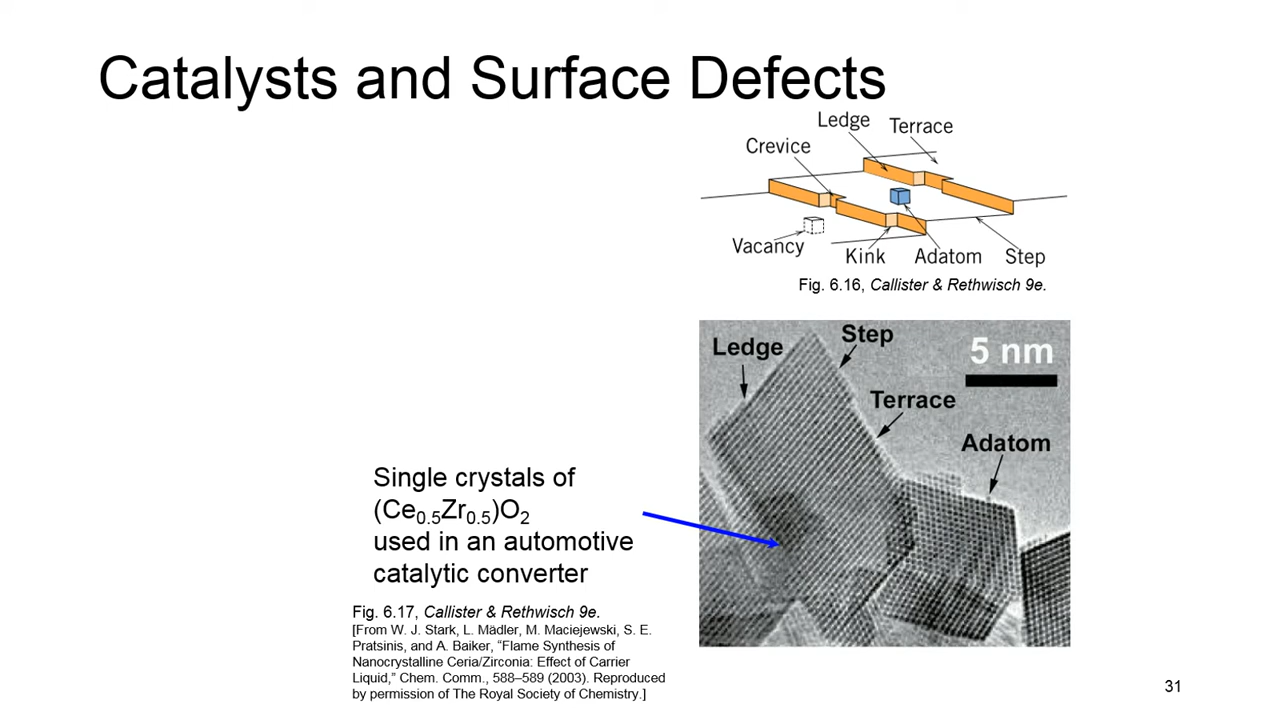 Catalysts and Surface Defects
Ledge
Terrace
Crevice
Vacancy
Kink
Adatom
Step
Fig. 6.16, Callister & Rethwisch 9e.
Ledge
Step
5 nm
Terrace
Adatom
Single crystals of
(Ce0.5Zr0.5)O2
used in an automotive
catalytic converter
Fig. 6.17, Callister & Rethwisch 9e.
[From W. J. Stark, L. Mädler, M. Maciejewski, S. E.
Pratsinis, and A. Baiker, “Flame Synthesis of
Nanocrystalline Ceria/Zirconia: Effect of Carrier
Liquid,” Chem. Comm., 588–589 (2003). Reproduced
by permission of The Royal Society of Chemistry.]
31